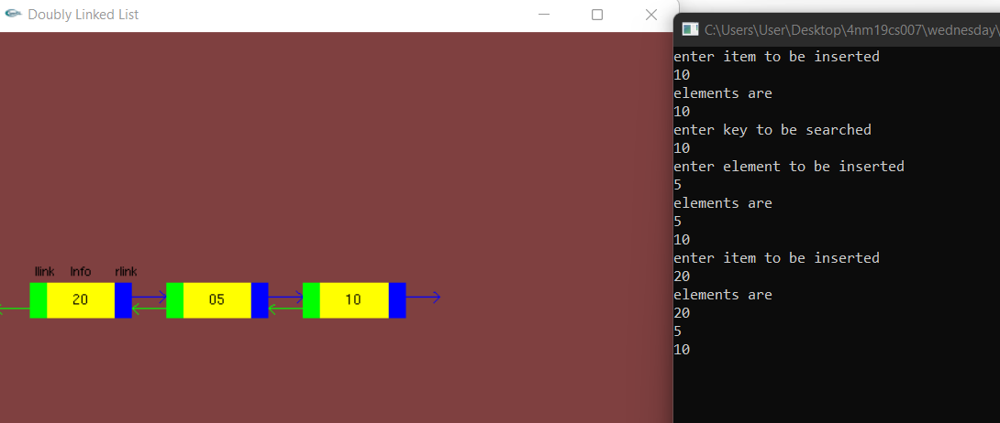 Doubly Linked List
llink Info rlink
20 05 10
C:\Users\User\Desktop\4nm19cs007\wednesday\
enter item to be inserted
10
elements are
10
enter key to be searched
10
enter element to be inserted
5
elements are
5
10
enter item to be inserted
20
elements are
20
5
10